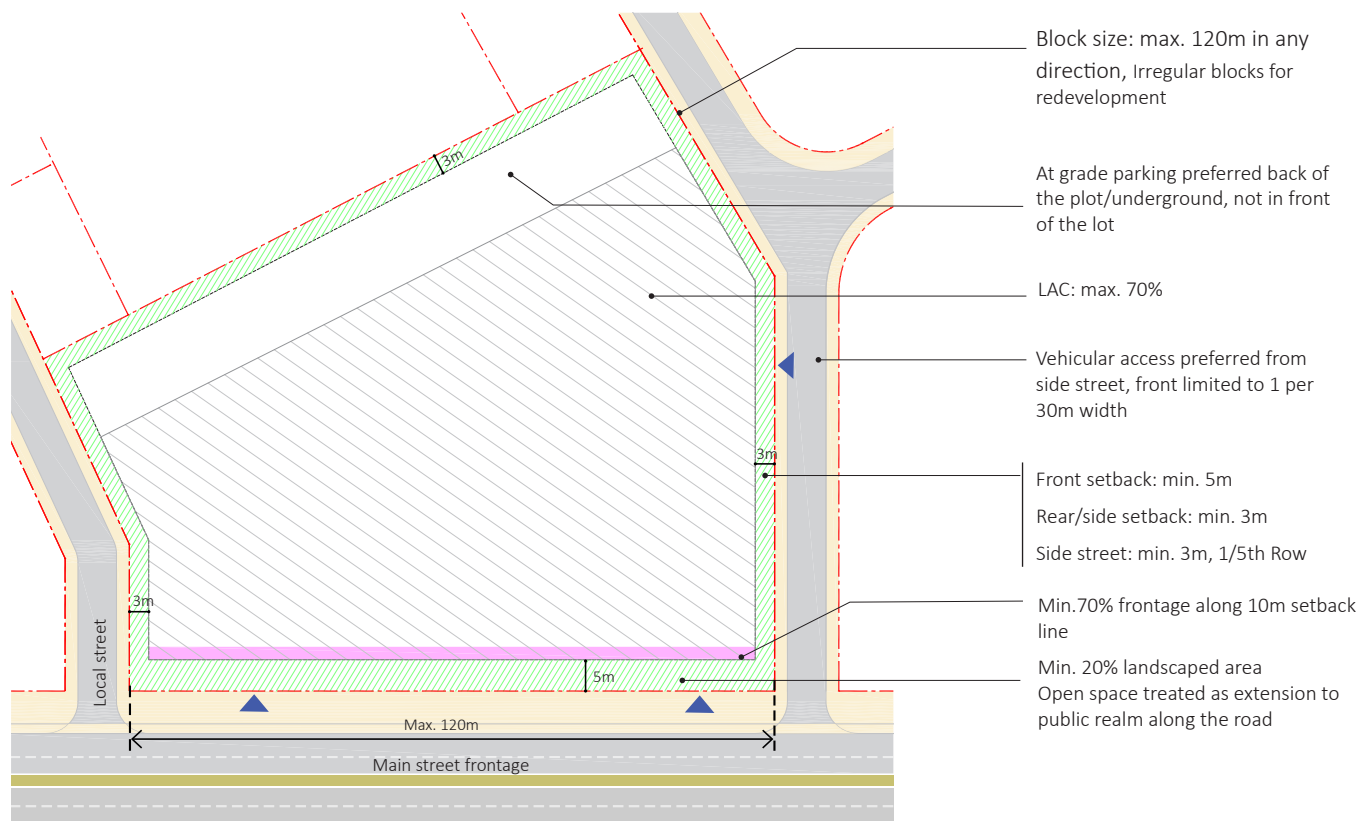 Block size: max. 120m in any
direction, Irregular blocks for
redevelopment
3m
At grade parking preferred back of
the plot/underground, not in front
of the lot
LAC: max. 70%
Vehicular access preferred from
side street, front limited to 1 per
30m width
3m
Front setback: min. 5m
Rear/side setback: min. 3m
Side street: min. 3m, 1/5th Row
3m
Min.70% frontage along 10m setback
line
Local street
5m
Min. 20% landscaped area
Open space treated as extension to
public realm along the road
Max. 120m
Main street frontage